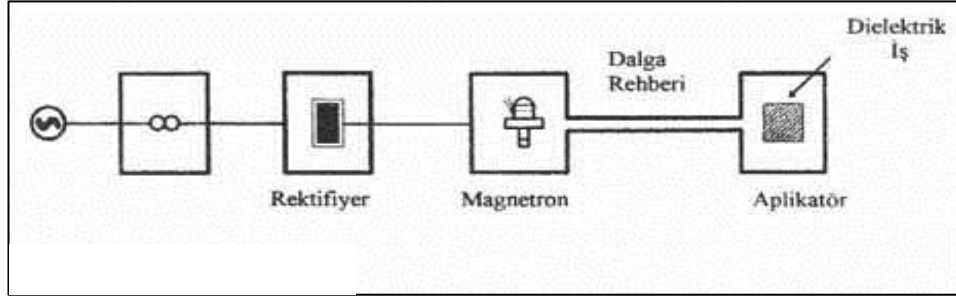 Dielektrik
İş
Dalga
Rehberi
Rektifiyer
Magnetron
Aplikatör